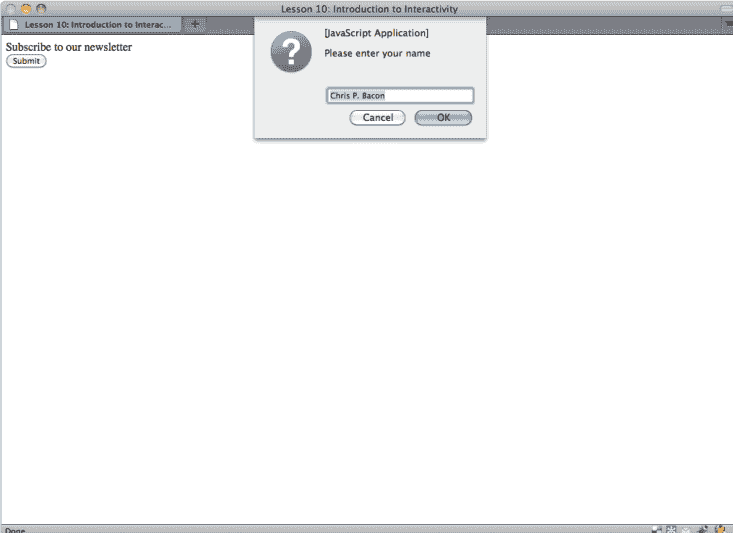 Lesson 10: Introduction to Interactivity
Lesson 10: Introduction to Interac...
Subscribe to our newsletter
Submit
[JavaScript Application]
Please enter your name
Chris P. Bacon
Cancel
OK
Done